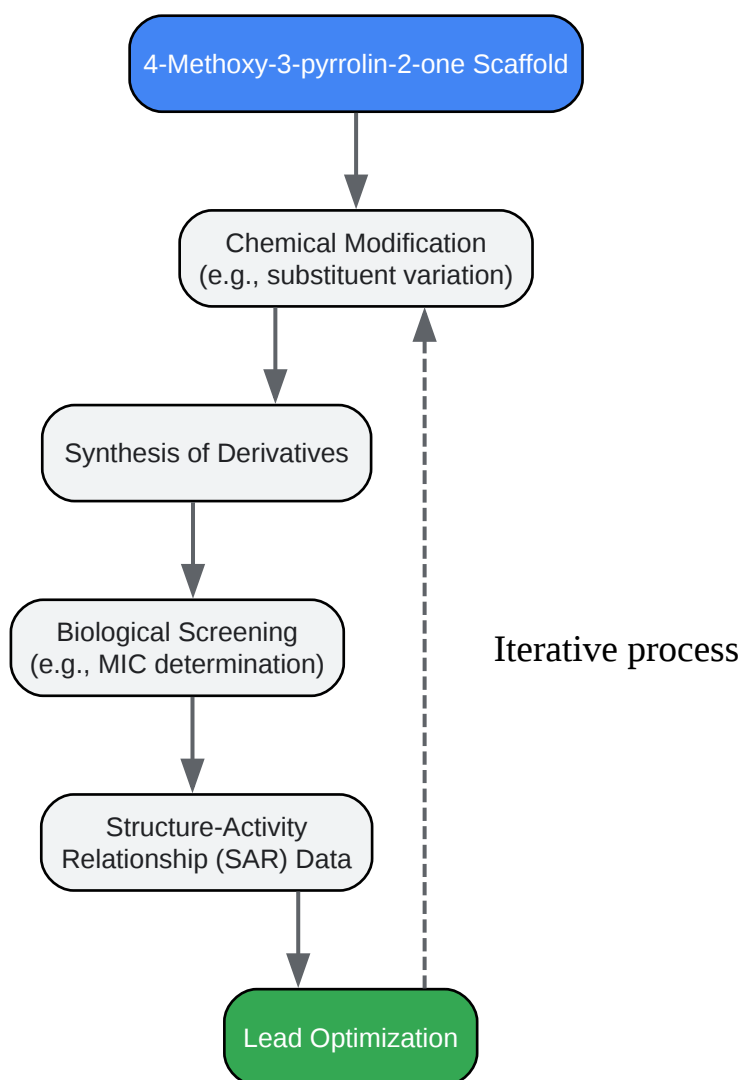 4-Methoxy-3-pyrrolin-2-one Scaffold
Chemical Modification
(e.g., substituent variation)
Synthesis of Derivatives
Biological Screening
(e.g., MIC determination)
Iterative process
Structure-Activity
Relationship (SAR) Data
Lead Optimization